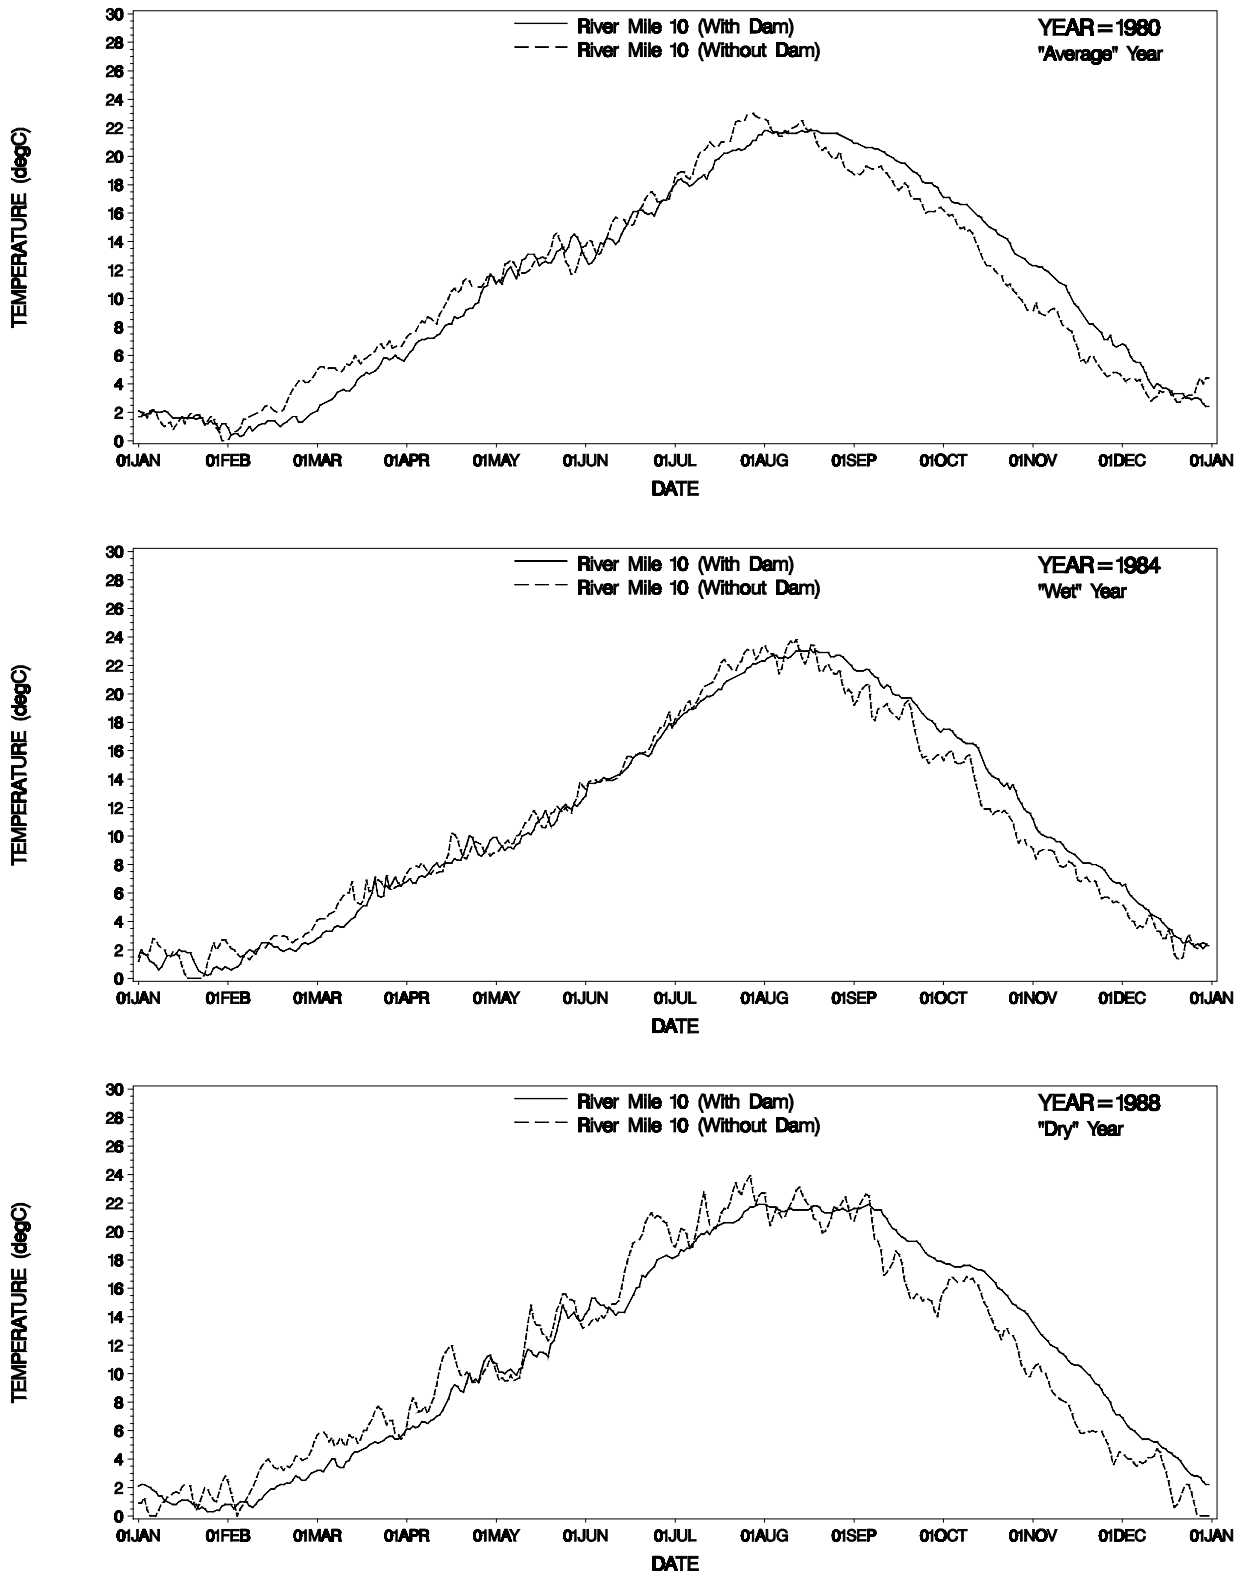 30
28
26
24
22
20
18
16
14
12
10
8
6
4
2
0
TEMPERATURE (degC)
River Mile 10 (With Dam)
River Mile 10 (Without Dam)
YEAR=1980
"Average" Year
01JAN 01FEB 01MAR 01APR 01MAY 01JUN 01JUL 01AUG 01SEP 01OCT 01NOV 01DEC 01JAN
DATE
30
28
26
24
22
20
18
16
14
12
10
8
6
4
2
0
TEMPERATURE (degC)
River Mile 10 (With Dam)
River Mile 10 (Without Dam)
YEAR=1984
"Wet" Year
01JAN 01FEB 01MAR 01APR 01MAY 01JUN 01JUL 01AUG 01SEP 01OCT 01NOV 01DEC 01JAN
DATE
30
28
26
24
22
20
18
16
14
12
10
8
6
4
2
0
TEMPERATURE (degC)
River Mile 10 (With Dam)
River Mile 10 (Without Dam)
YEAR=1988
"Dry" Year
01JAN 01FEB 01MAR 01APR 01MAY 01JUN 01JUL 01AUG 01SEP 01OCT 01NOV 01DEC 01JAN
DATE